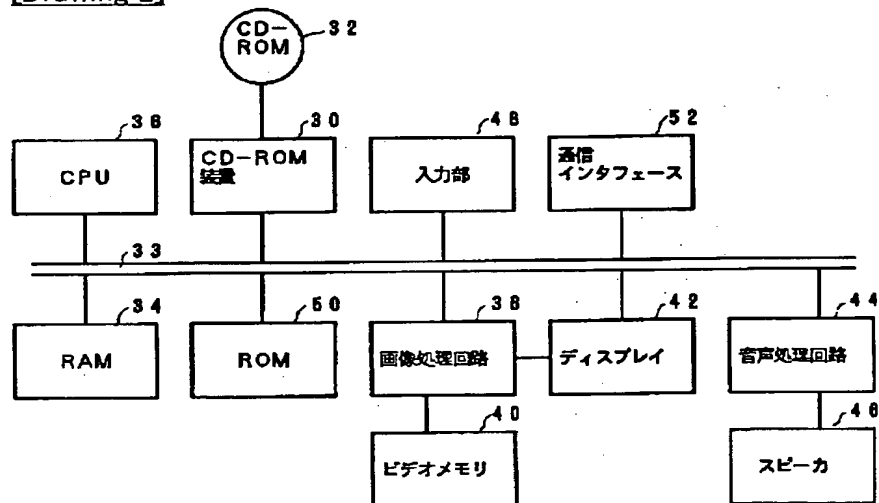 [Drawing 2]
CD-
ROM
32
36
CPU
30
CD-ROM
装置
48
入力部
52
通信
インタフェース
33
34
RAM
50
ROM
38
画像処理回路
42
ディスプレイ
44
音声処理回路
40
ビデオメモリ
46
スピーカ